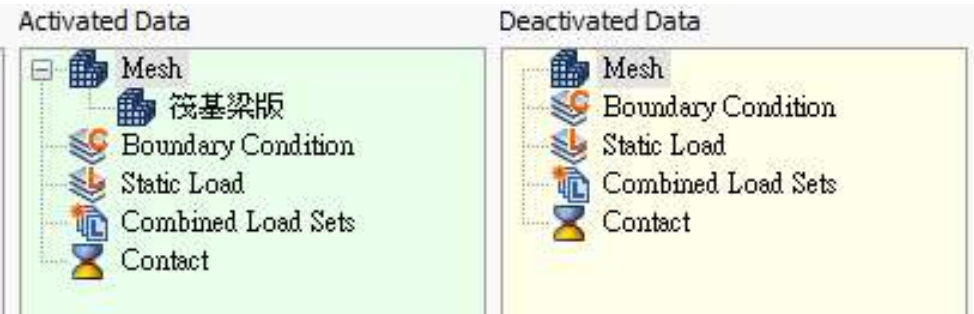 Activated Data
Mesh
筏基梁版
Boundary Condition
Static Load
Combined Load Sets
Contact
Deactivated Data
Mesh
Boundary Condition
Static Load
Combined Load Sets
Contact